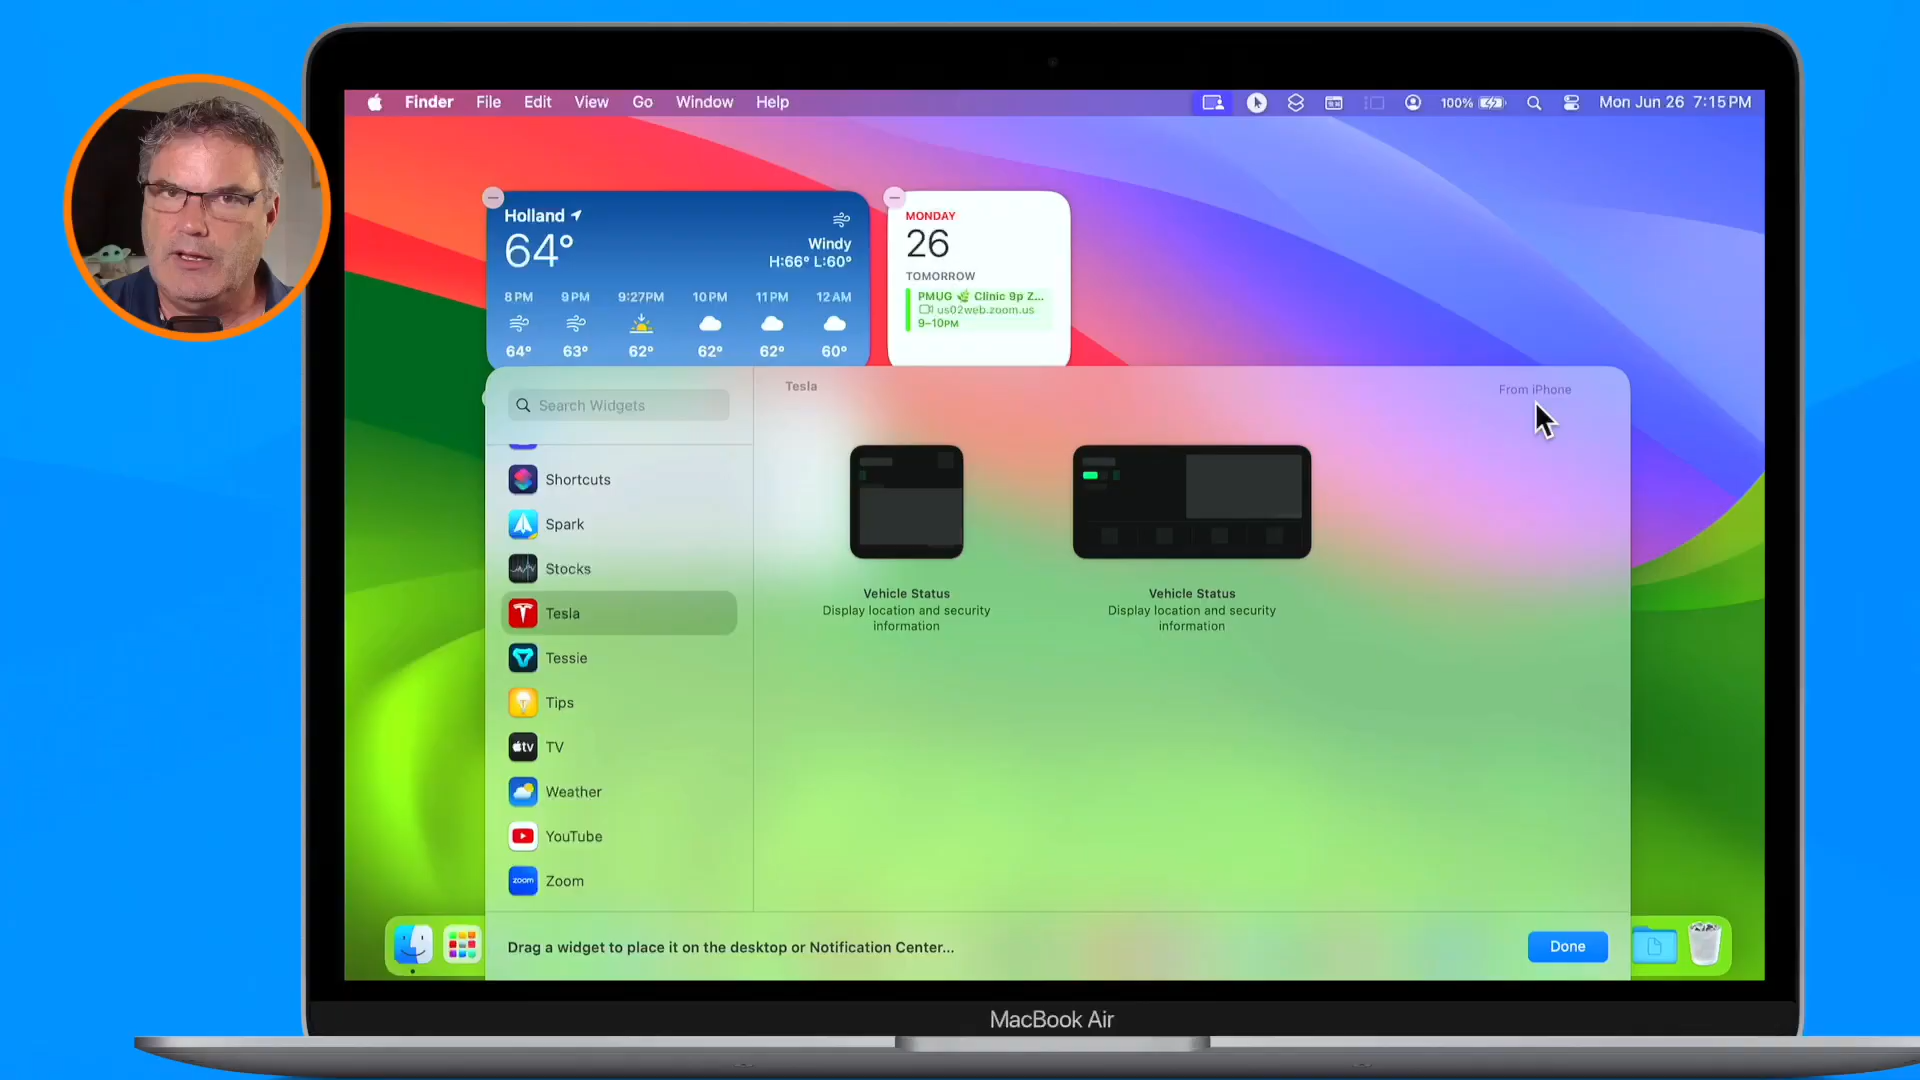 Finder File Edit View Go Window Help
100% Mon Jun 26 7:15 PM
Holland
64°
Windy
H:66° L:60°
8 PM 9 PM 9:27PM 10 PM 11 PM 12 AM
64° 63° 62° 62° 62° 60°
MONDAY
26
TOMORROW
PMUG 🌿 Clinic 9p Z...
us02web.zoom.us
9–10PM
Search Widgets
Tesla
From iPhone
Shortcuts
Spark
Stocks
Tesla
Tessie
Tips
tv TV
Weather
YouTube
zoom Zoom
Vehicle Status
Display location and security
information
Vehicle Status
Display location and security
information
Drag a widget to place it on the desktop or Notification Center...
Done
MacBook Air